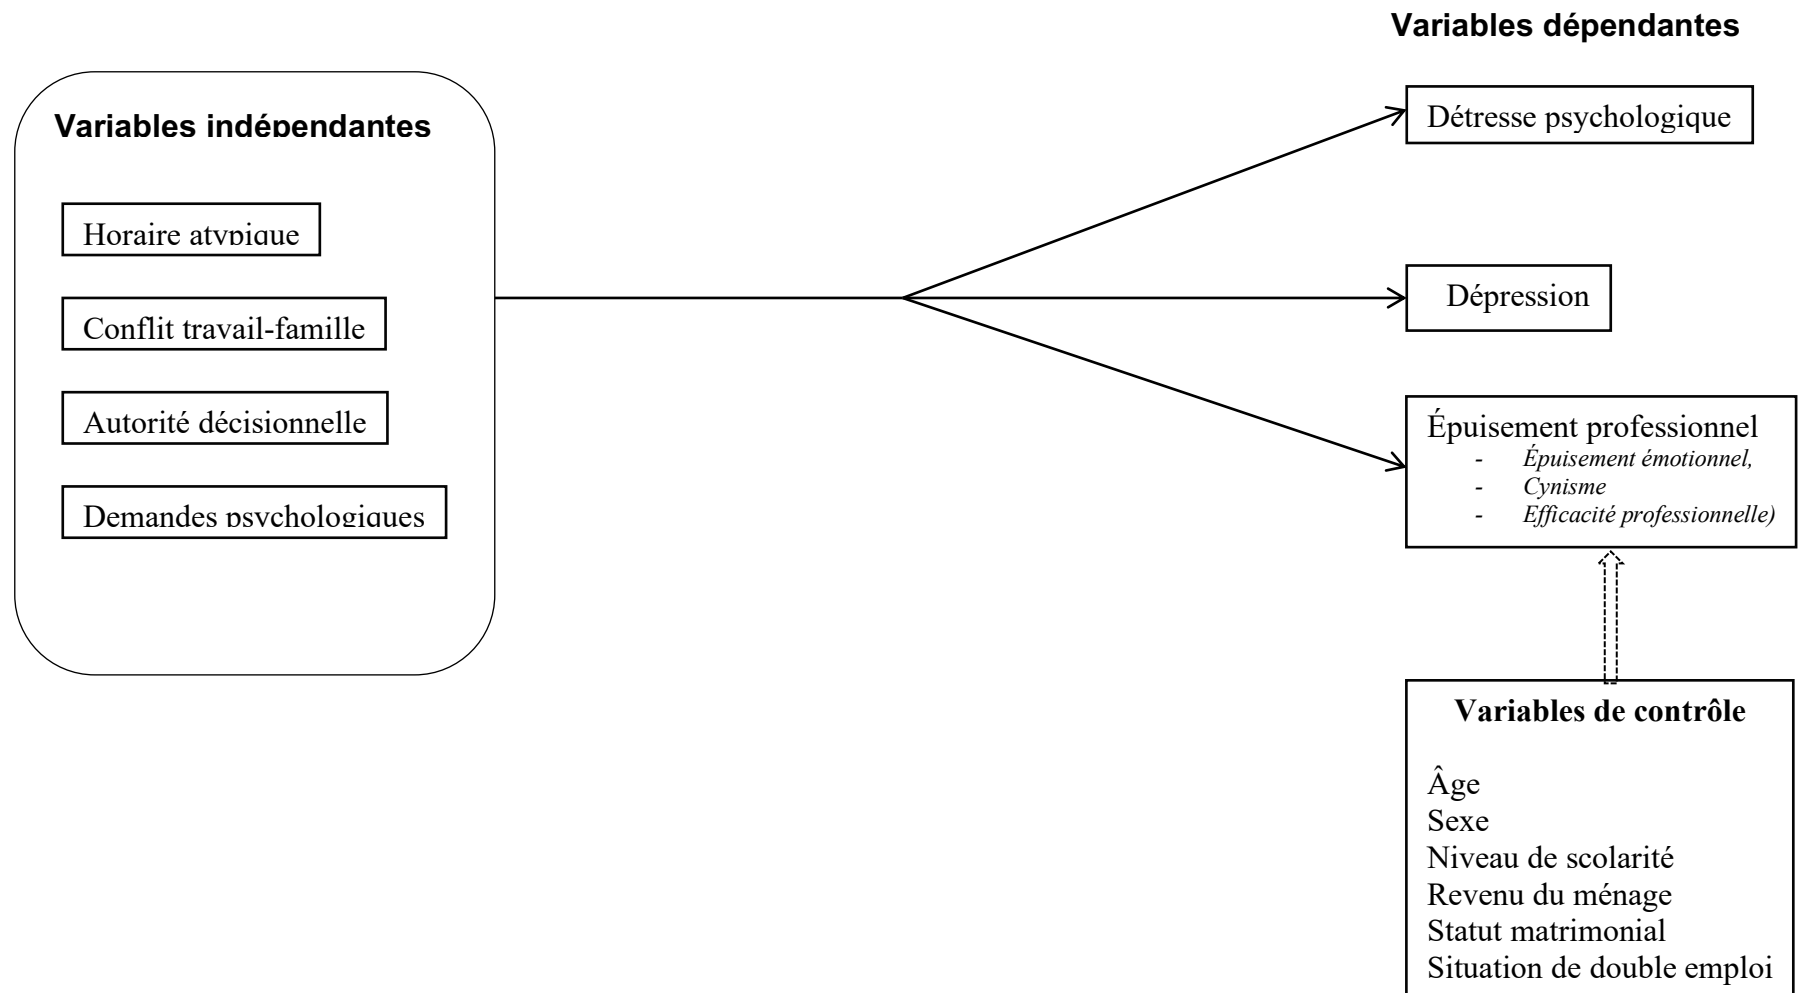 Variables dépendantes
Variables indépendantes
Horaire atypique
Conflit travail-famille
Autorité décisionnelle
Demandes psychologiques
Détresse psychologique
Dépression
Épuisement professionnel
- Épuisement émotionnel,
- Cynisme
- Efficacité professionnelle)
Variables de contrôle
Âge
Sexe
Niveau de scolarité
Revenu du ménage
Statut matrimonial
Situation de double emploi